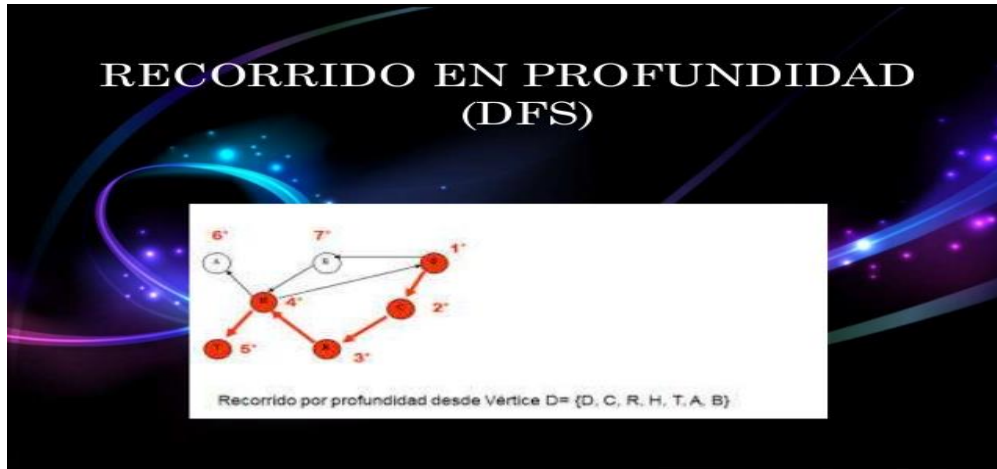 RECORRIDO EN PROFUNDIDAD
(DFS)
6°
7°
1°
A
4°
2°
T
5°
3°
Recorrido por profundidad desde Vértice D= {D, C, R, H, T, A, B}